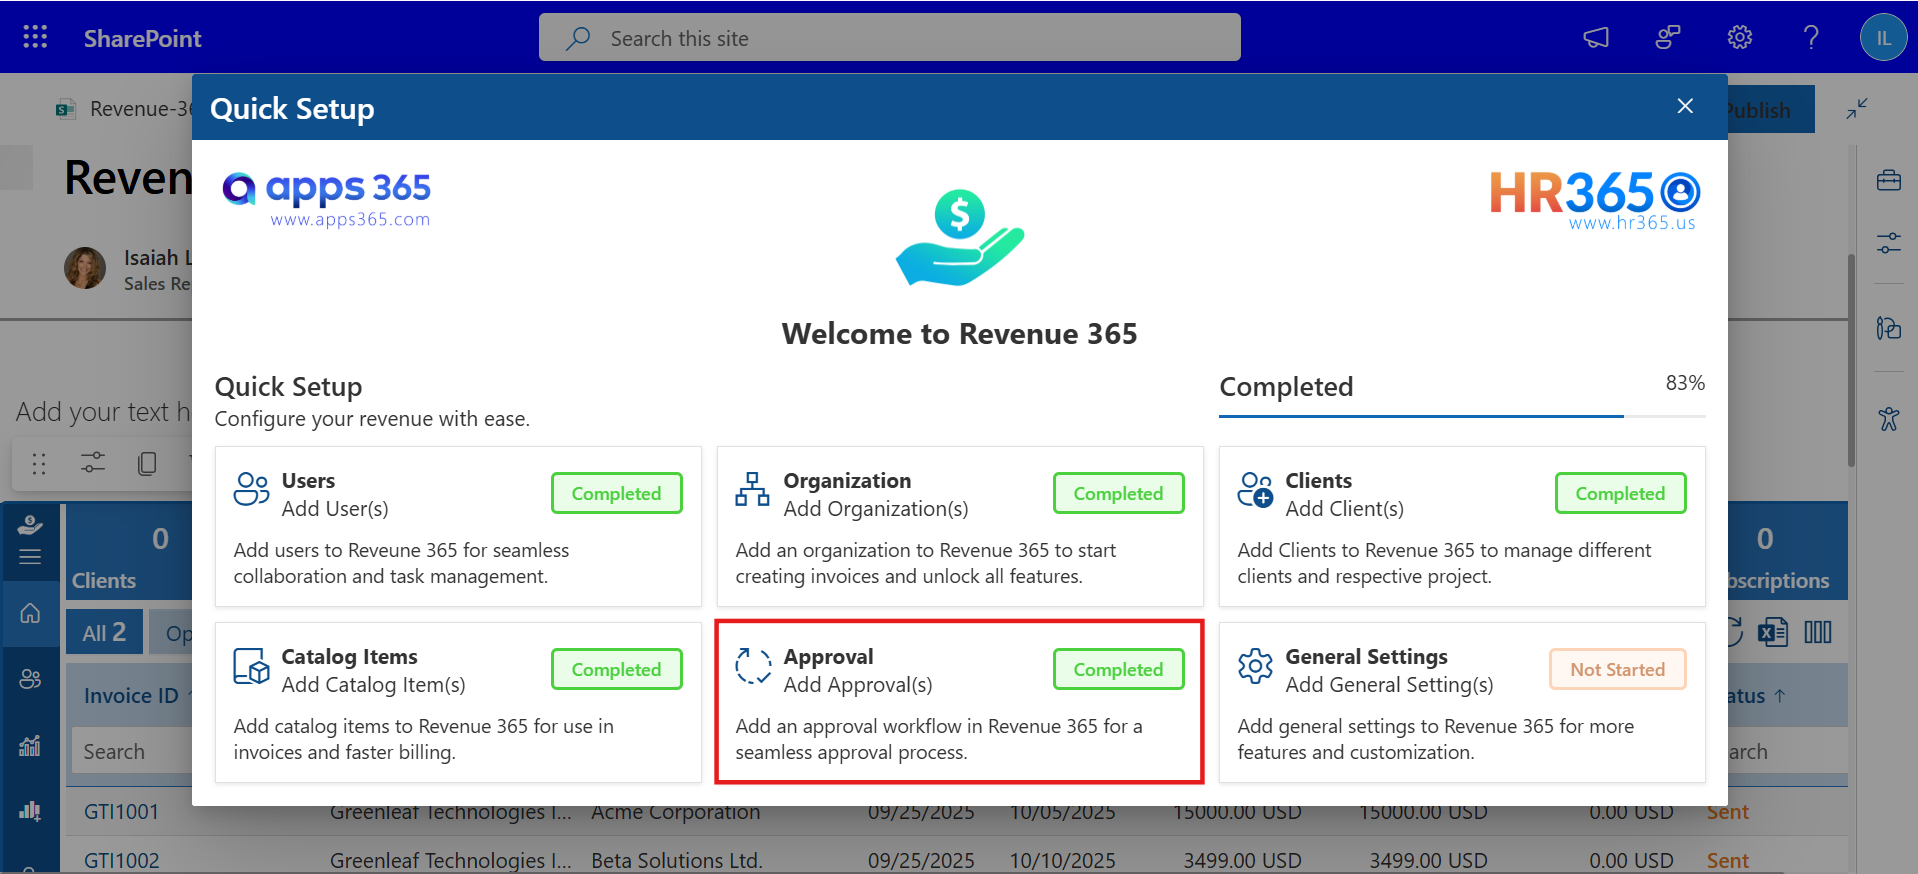 SharePoint
Search this site
IL
Revenue-36
Quick Setup
Publish
Reven
apps 365
www.apps365.com
HR365
www.hr365.us
$
Isaiah L
Sales Re
Welcome to Revenue 365
Quick Setup
Completed
83%
Configure your revenue with ease.
Add your text h
Users
Add User(s)
Completed
Add users to Reveune 365 for seamless
collaboration and task management.
Organization
Add Organization(s)
Completed
Add an organization to Revenue 365 to start
creating invoices and unlock all features.
Clients
Add Client(s)
Completed
Add Clients to Revenue 365 to manage different
clients and respective project.
0
Clients
0
bscriptions
All 2
Op
Catalog Items
Add Catalog Item(s)
Completed
Add catalog items to Revenue 365 for use in
invoices and faster billing.
Approval
Add Approval(s)
Completed
Add an approval workflow in Revenue 365 for a
seamless approval process.
General Settings
Add General Setting(s)
Not Started
Add general settings to Revenue 365 for more
features and customization.
Invoice ID
atus ↑
Search
arch
GTI1001 Greenleaf Technologies I... Acme Corporation 09/25/2025 10/05/2025 15000.00 USD 15000.00 USD 0.00 USD Sent
GTI1002 Greenleaf Technologies I... Beta Solutions Ltd. 09/25/2025 10/10/2025 3499.00 USD 3499.00 USD 0.00 USD Sent